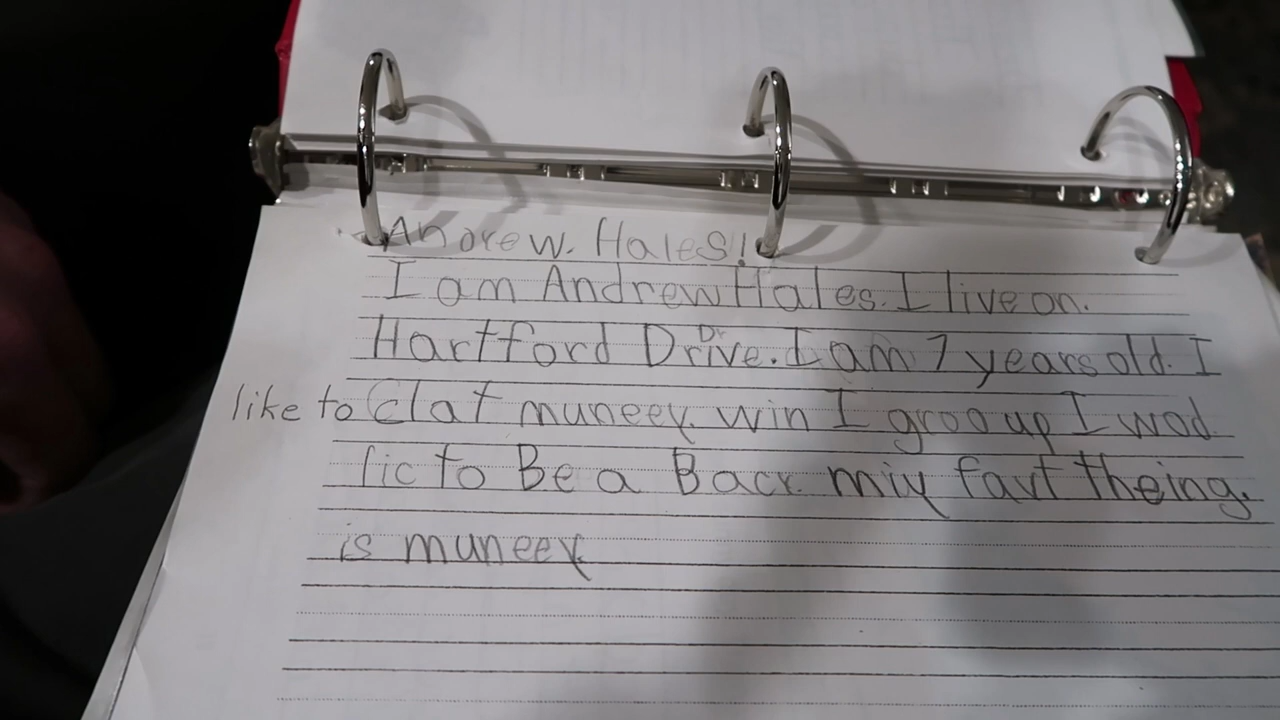 Andrew. Hales!
I am Andrew Hales. I live on.
Hartford Drive. I am 7 years old. I
like to clat muneey. win I groo up I wod
lic to Be a Bacr. miy favt theing.
is muneey